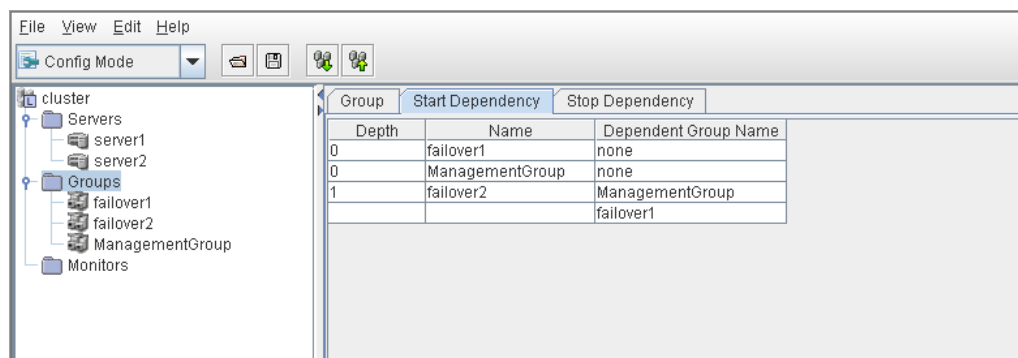 File View Edit Help
Config Mode
cluster
Servers
server1
server2
Groups
failover1
failover2
ManagementGroup
Monitors
Group Start Dependency Stop Dependency
Depth Name Dependent Group Name
0 failover1 none
0 ManagementGroup none
1 failover2 ManagementGroup
failover1